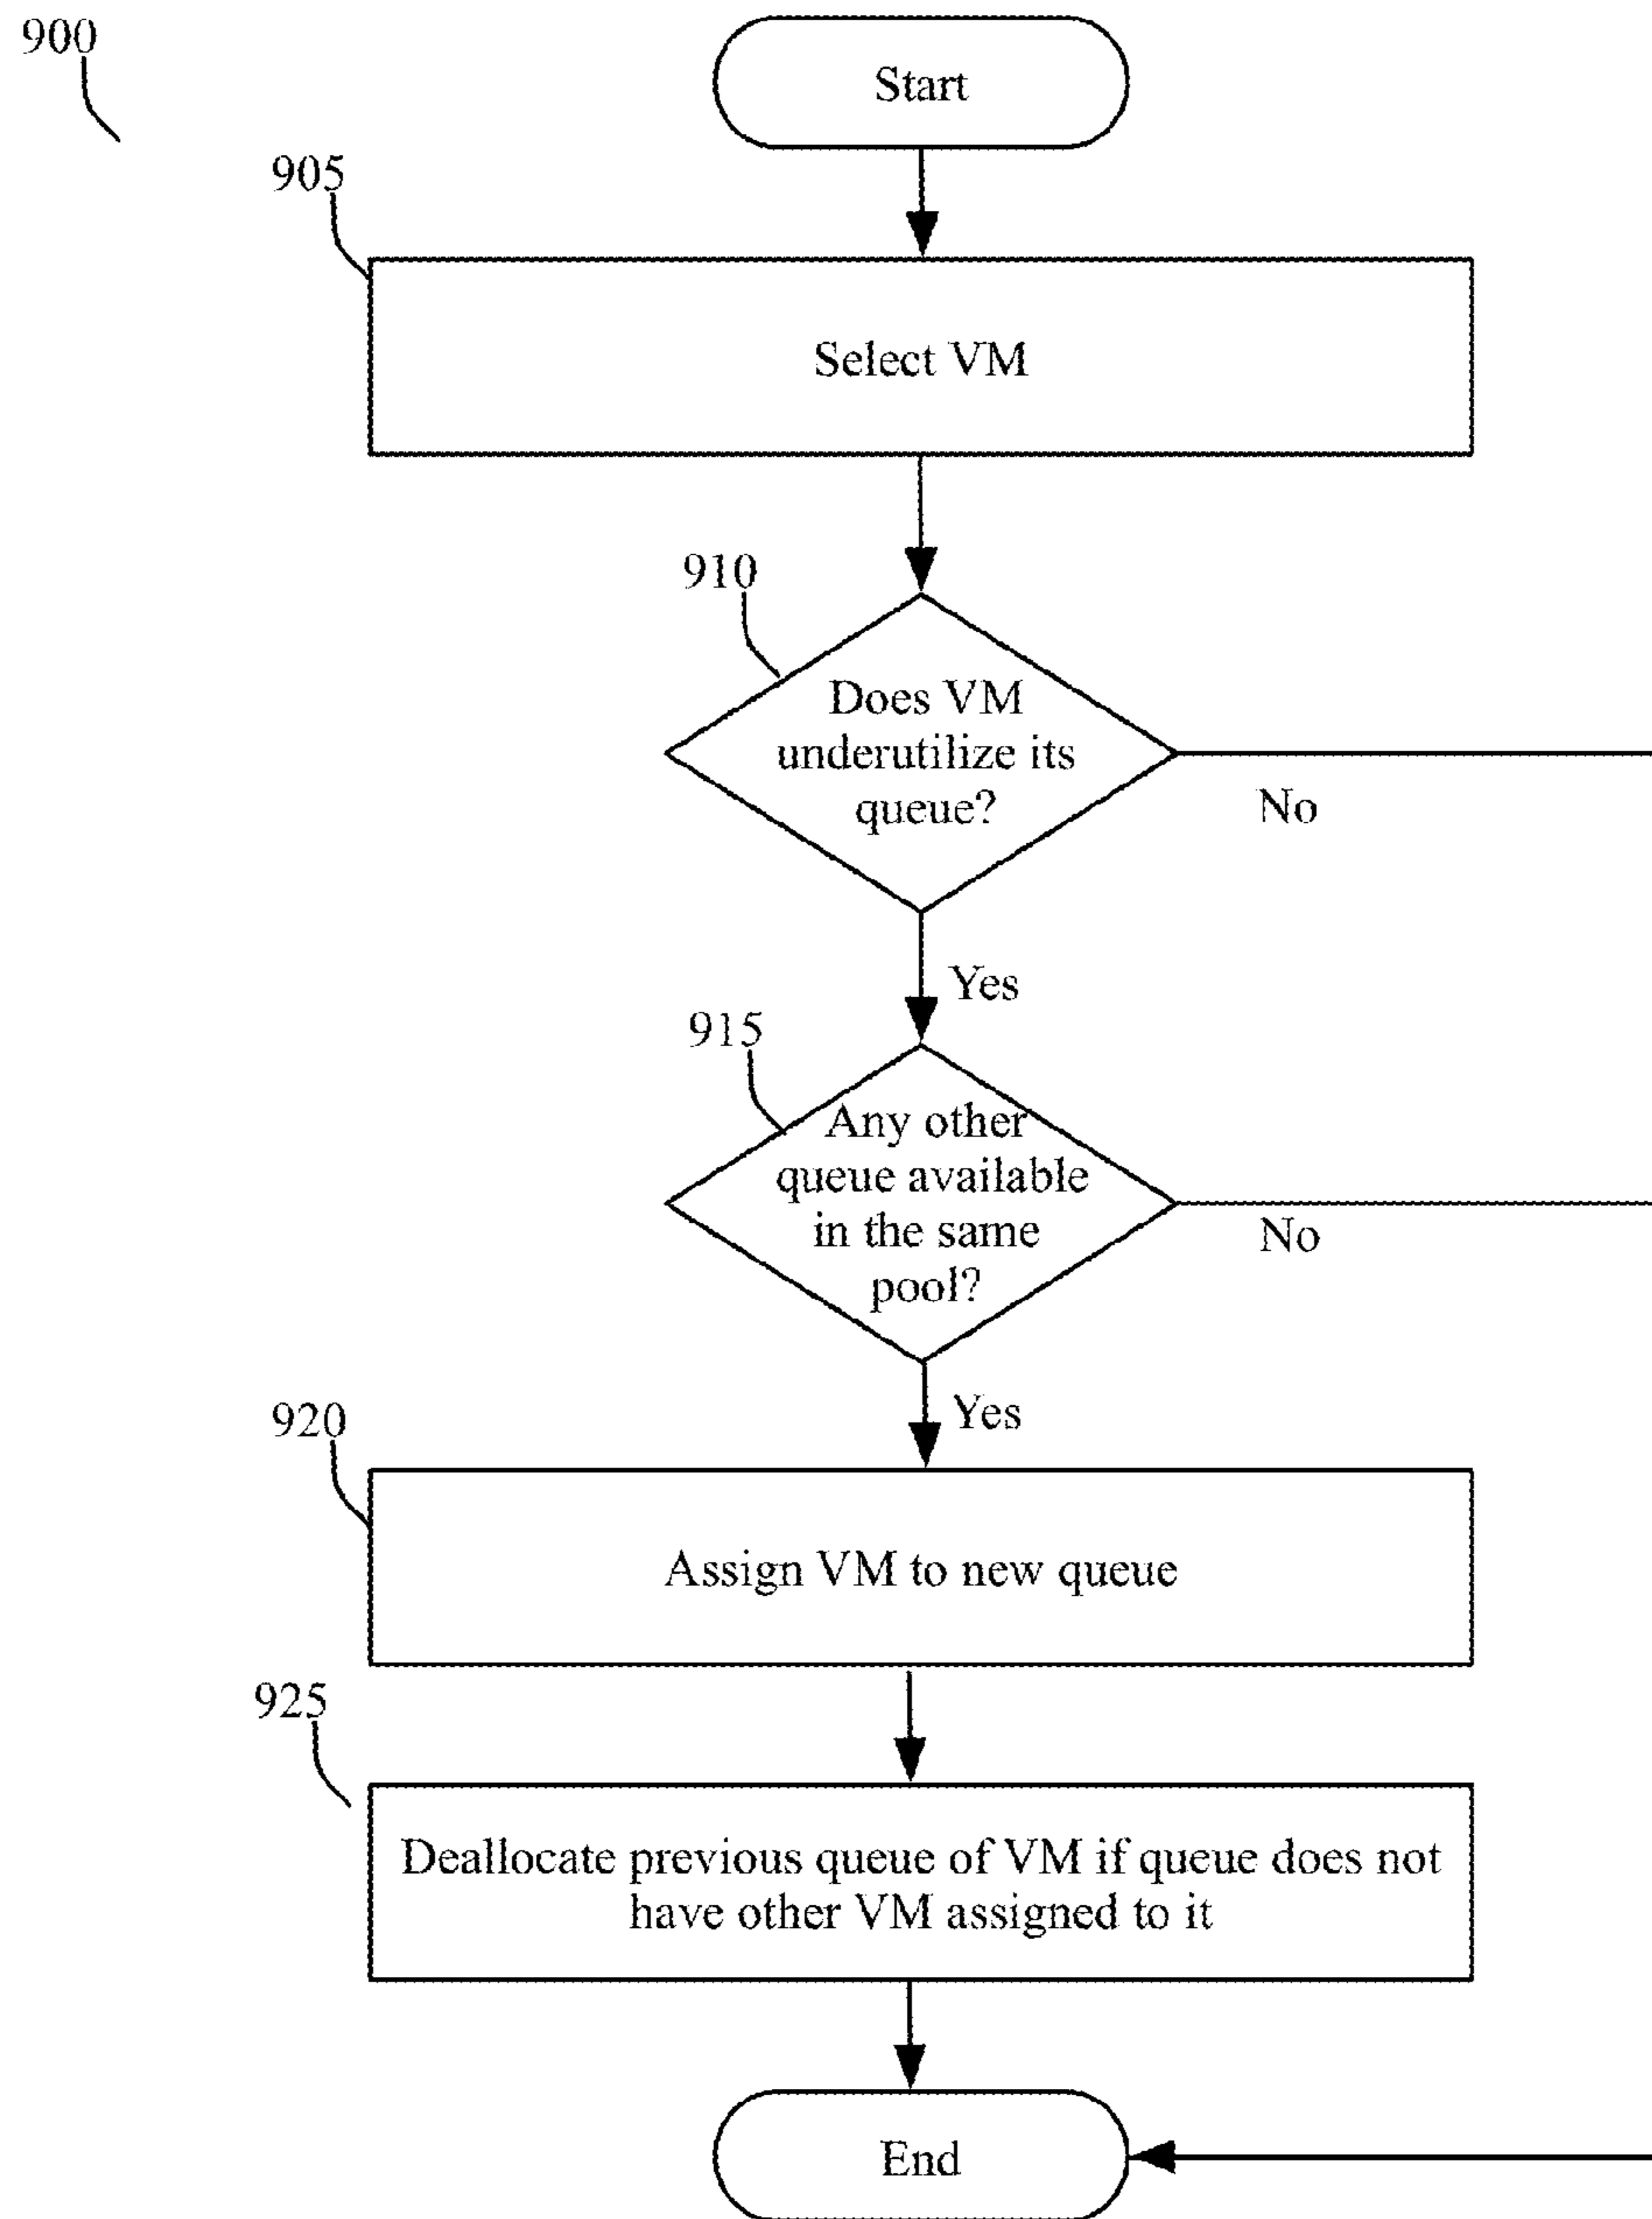 900
Start
905
Select VM
910
Does VM
underutilize its
queue?
No
Yes
915
Any other
queue available
in the same
pool?
No
Yes
920
Assign VM to new queue
925
Deallocate previous queue of VM if queue does not
have other VM assigned to it
End